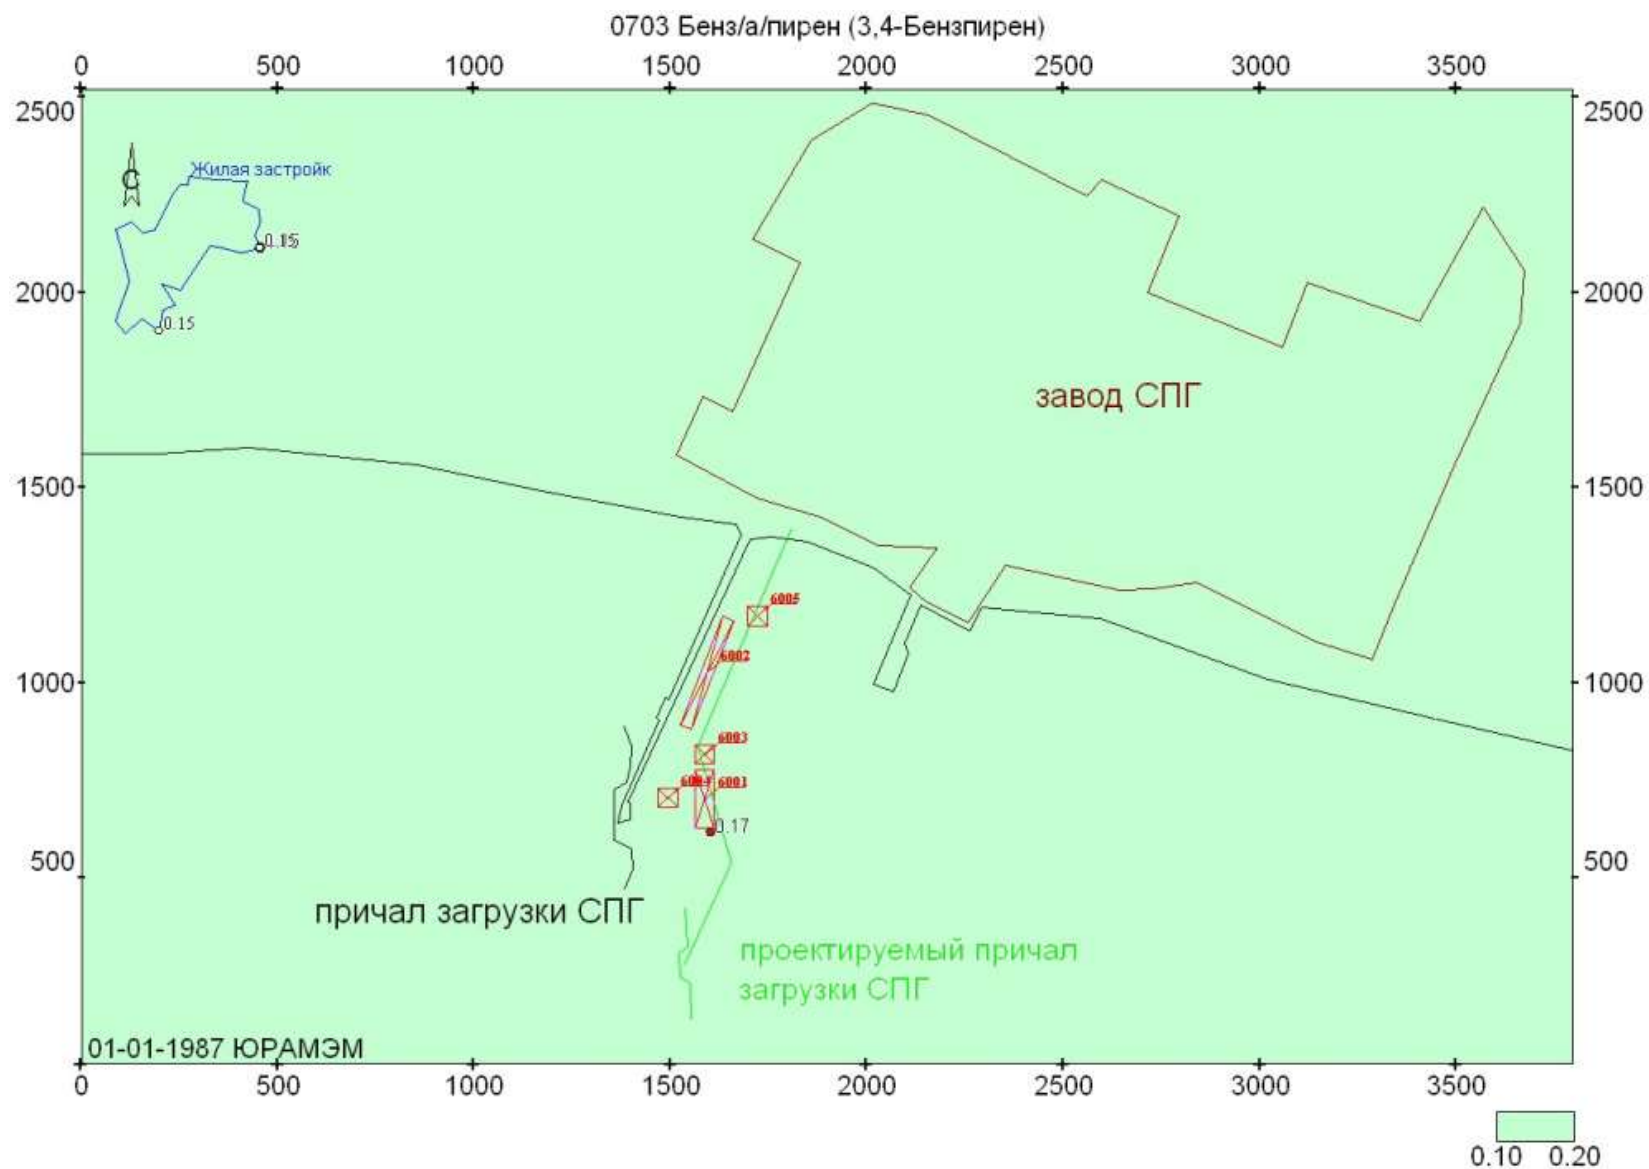 0703 Бенз/а/пирен (3,4-Бензпирен)
0 500 1000 1500 2000 2500 3000 3500
2500 2500
Жилая застройк
С
0.15
2000 2000
0.15
завод СПГ
1500 1500
6005
6002
1000 1000
6003
6001
0.17
500 500
причал загрузки СПГ
проектируемый причал
загрузки СПГ
01-01-1987 ЮРАМЭМ
0 500 1000 1500 2000 2500 3000 3500
0.10 0.20